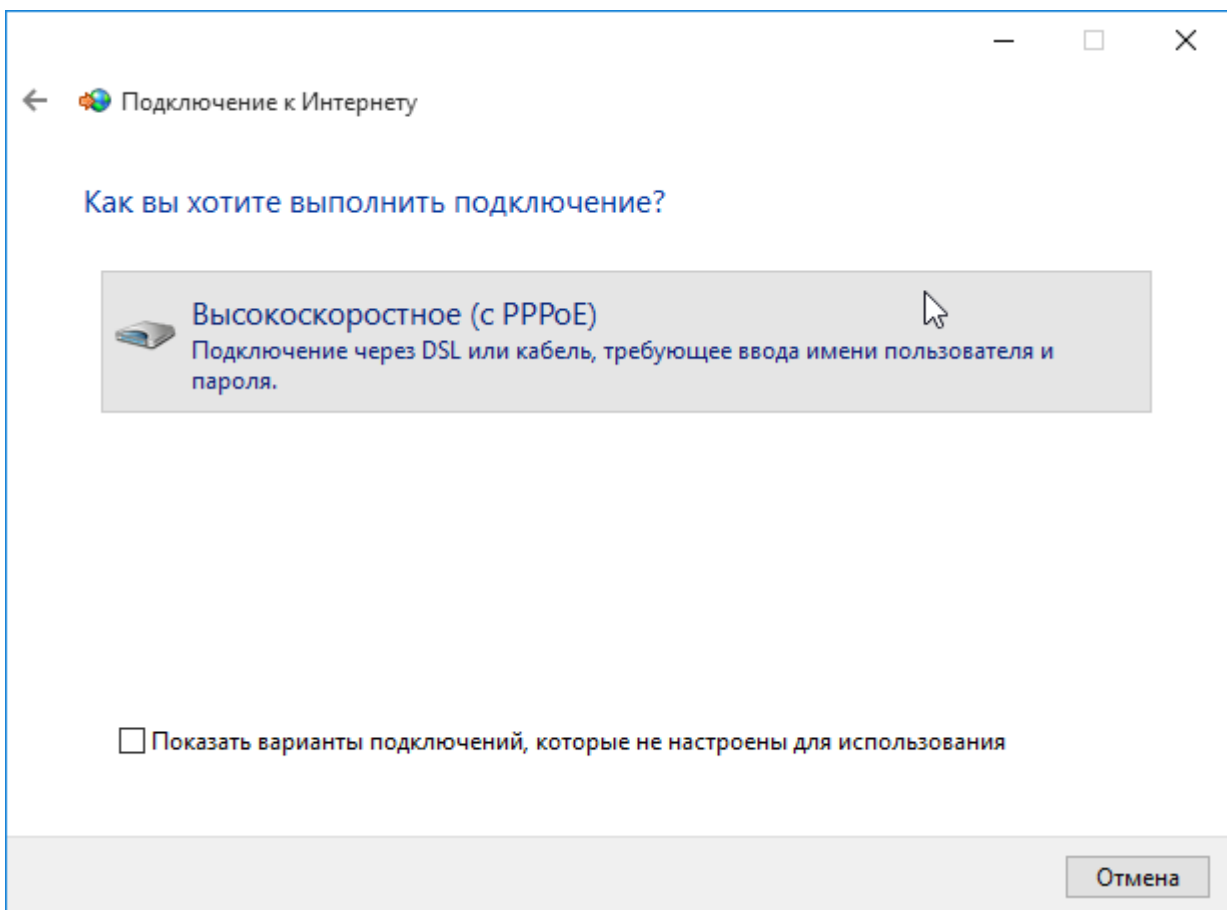 Подключение к Интернету
Как вы хотите выполнить подключение?
Высокоскоростное (с PPPoE)
Подключение через DSL или кабель, требующее ввода имени пользователя и
пароля.
Показать варианты подключений, которые не настроены для использования
Отмена